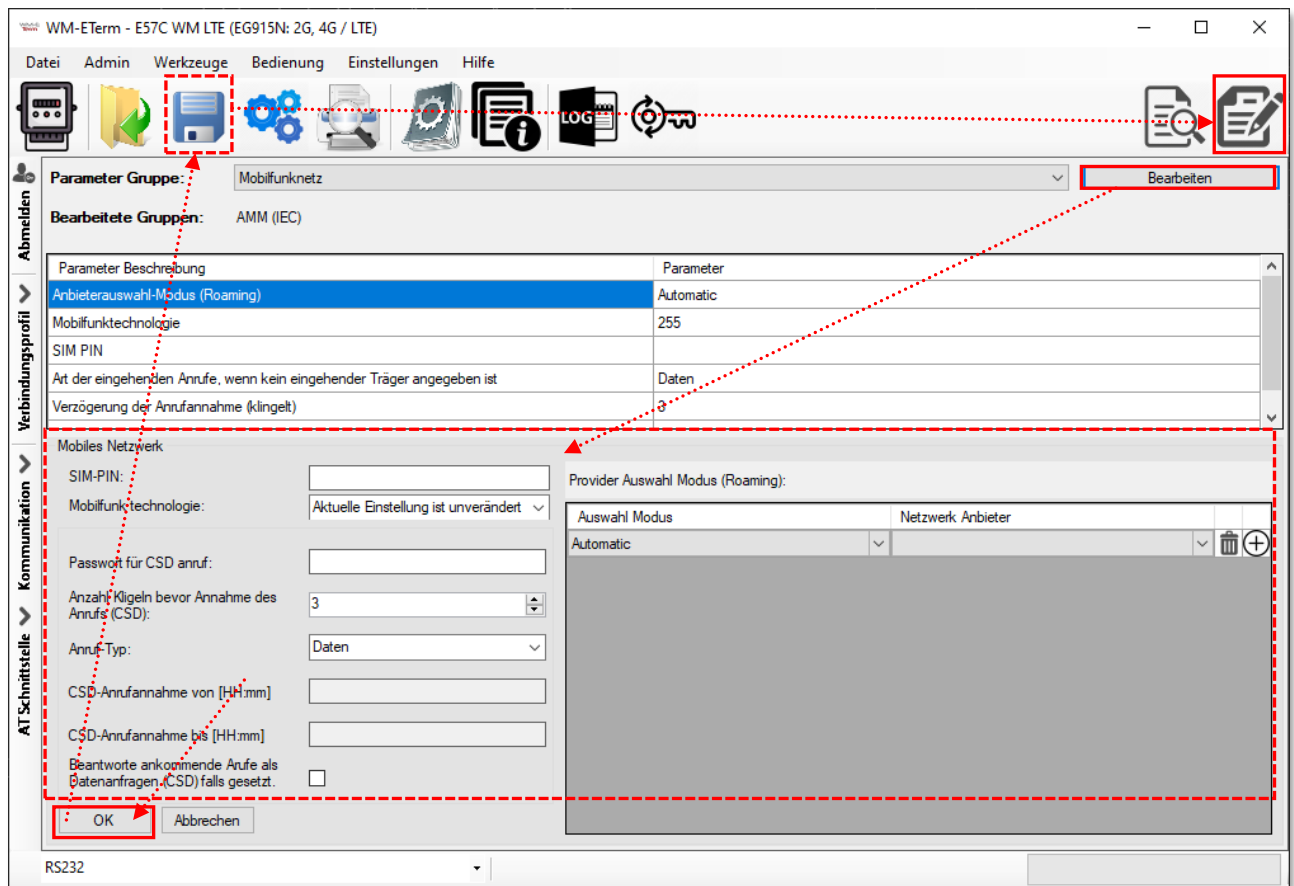 WM-ETerm - E57C WM LTE (EG915N: 2G, 4G / LTE)
Datei Admin Werkzeuge Bedienung Einstellungen Hilfe
LOG
Abmelden
Verbindungsprofil
Kommunikation
AT Schnittstelle
Parameter Gruppe: Mobilfunknetz Bearbeiten
Bearbeitete Gruppen: AMM (IEC)
Parameter Beschreibung Parameter
Anbieterauswahl-Modus (Roaming) Automatic
Mobilfunktechnologie 255
SIM PIN
Art der eingehenden Anrufe, wenn kein eingehender Träger angegeben ist Daten
Verzögerung der Anrufannahme (klingelt) 3
Mobiles Netzwerk
SIM-PIN:
Mobilfunk technologie: Aktuelle Einstellung ist unverändert
Passwort für CSD anruf:
Anzahl Kligeln bevor Annahme des
Anrufs (CSD): 3
Anruf-Typ: Daten
CSD-Anrufannahme von [HH:mm]
CSD-Anrufannahme bis [HH:mm]
Beantworte ankommende Arufe als
Datenanfragen (CSD) falls gesetzt.
Provider Auswahl Modus (Roaming):
Auswahl Modus Netzwerk Anbieter
Automatic
OK Abbrechen
RS232